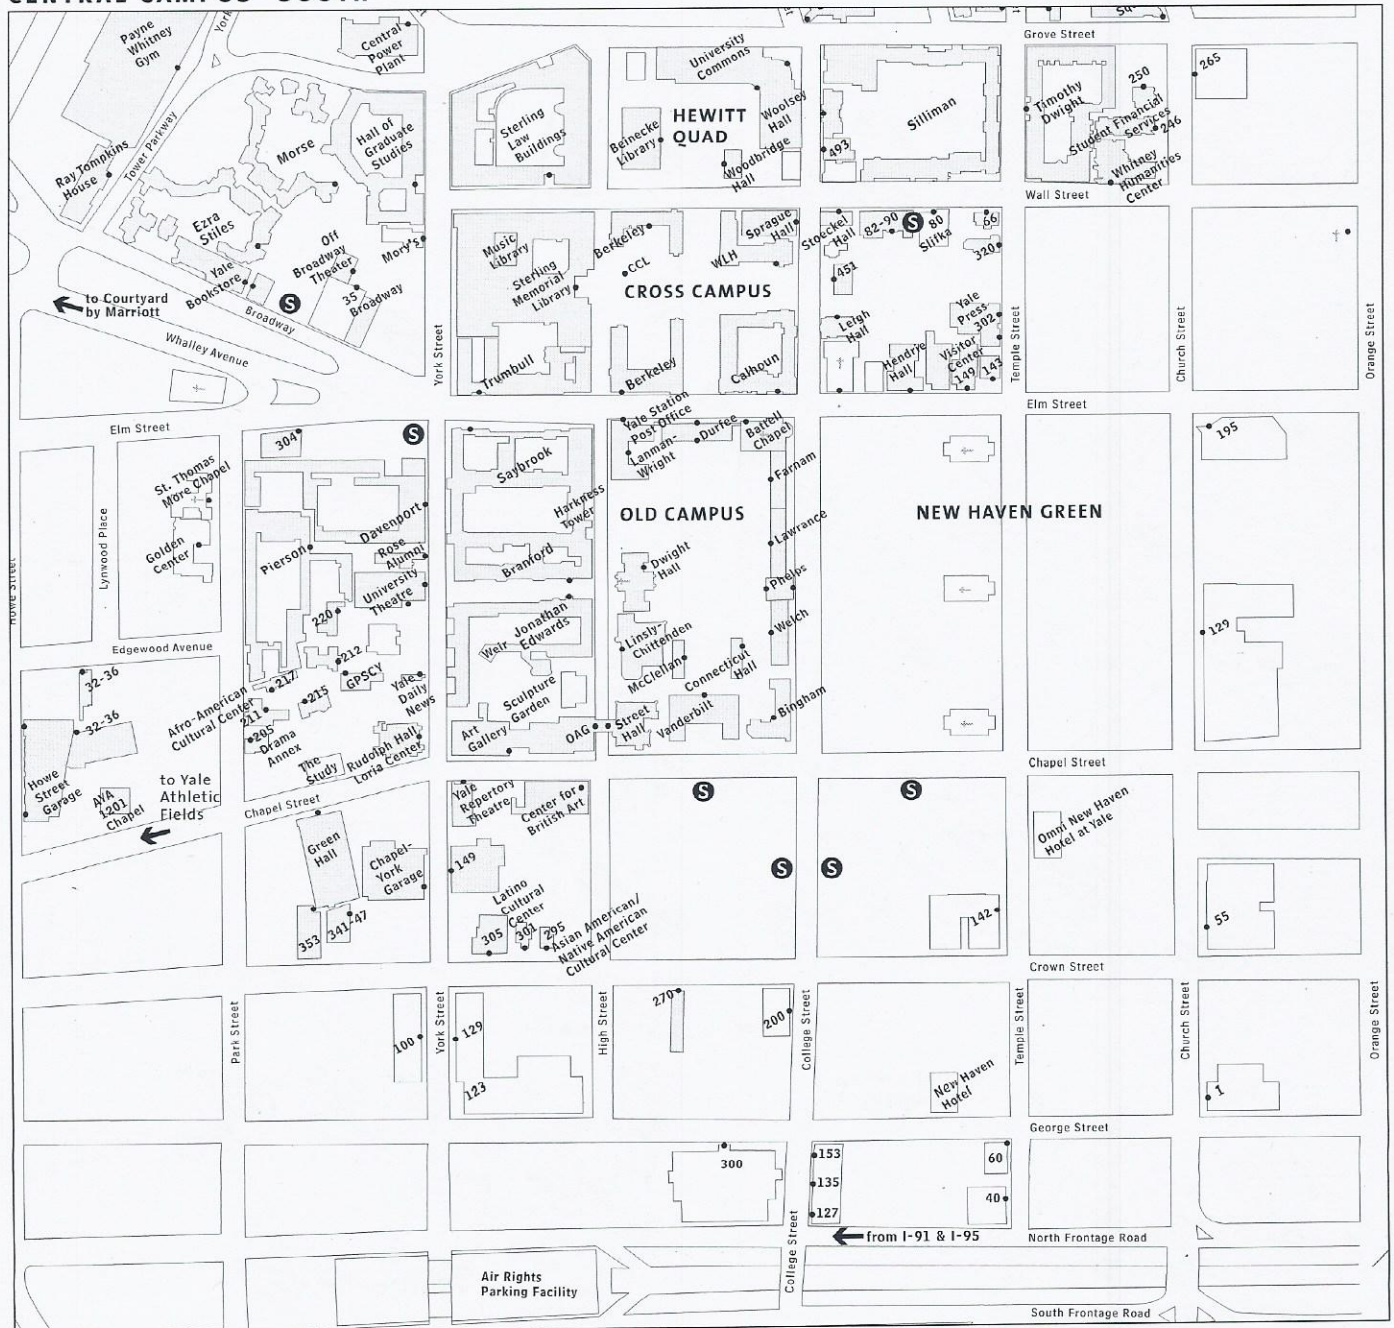 CENTRAL CAMPUS SOUTH
Payne
Whitney
Gym
York
Central
Power
Plant
Grove Street
University
Commons
HEWITT
QUAD
Woolsey
Hall
Beinecke
Library
Woodbridge
Hall
Sterling
Law
Buildings
Silliman
493
Timothy
Dwight
250
Student Financial
Services
246
Whitney
Humanities
Center
265
Wall Street
Ray Tompkins
House
Tower Parkway
Morse
Hall of
Graduate
Studies
Ezra
Stiles
Off
Broadway
Theater
Mory's
Yale
Bookstore
35
Broadway
S
Broadway
to Courtyard
by Marriott
Whalley Avenue
York Street
Music
Library
Sterling
Memorial
Library
Trumbull
Berkeley
CCL
CROSS CAMPUS
WLH
Sprague
Hall
Berkeley
Calhoun
Stoeckel
Hall
82-90
S
80
Slifka
66
320
451
Leigh
Hall
Hendrie
Hall
Yale
Press
302
Visitor
Center
149
143
Temple Street
Church Street
Orange Street
Elm Street
Elm Street
304
S
St. Thomas
More Chapel
Golden
Center
Lynwood Place
Howe Street
Edgewood Avenue
Pierson
Davenport
Rose
Alumni
University
Theatre
220
212
GPSCY
217
215
Yale
Daily
News
Afro-American
Cultural Center
211
205
Drama
Annex
The
Study
Rudolph Hall
Loria Center
Saybrook
Harkness
Tower
Branford
Jonathan
Edwards
Weir
Sculpture
Garden
Art
Gallery
OAG
Street
Hall
Yale Station
Post Office
Lanman-
Wright
Durfee
Battell
Chapel
Farnam
OLD CAMPUS
Lawrance
Dwight
Hall
Phelps
Welch
Linsly-
Chittenden
McClellan
Connecticut
Hall
Vanderbilt
Bingham
NEW HAVEN GREEN
195
129
Chapel Street
32-36
32-36
Howe
Street
Garage
AYA
1201
Chapel
to Yale
Athletic
Fields
Chapel Street
Green
Hall
Chapel-
York
Garage
353
341-47
Yale
Repertory
Theatre
Center for
British Art
149
Latino
Cultural
Center
305
301
295
Asian American/
Native American
Cultural Center
S
S
S
S
142
Omni New Haven
Hotel at Yale
55
Crown Street
Park Street
100
York Street
129
123
High Street
270
200
College Street
New Haven
Hotel
Temple Street
Church Street
1
Orange Street
George Street
300
153
135
127
60
40
from I-91 & I-95
North Frontage Road
College Street
Air Rights
Parking Facility
South Frontage Road